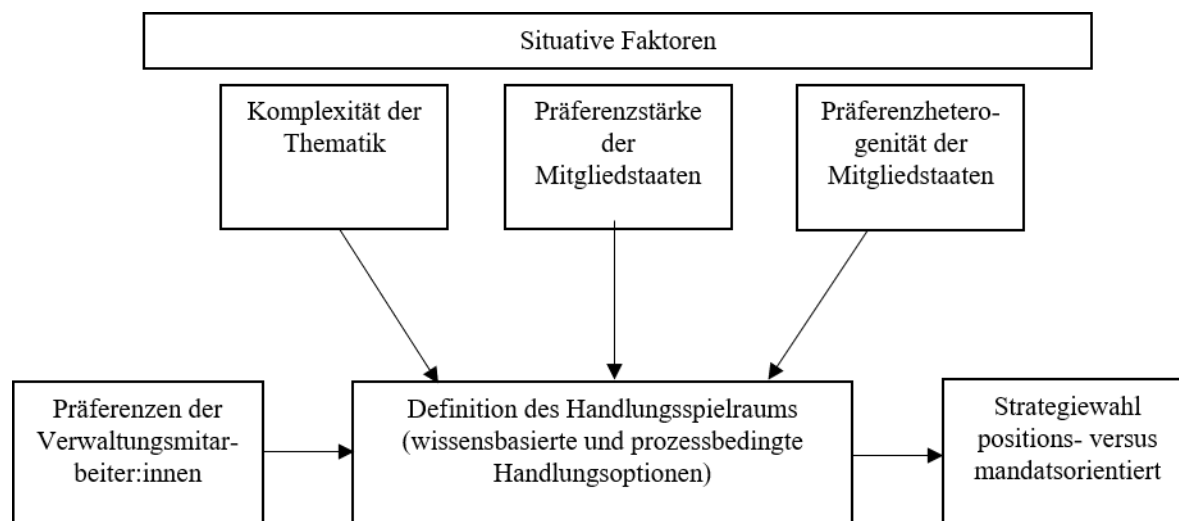 Situative Faktoren
Komplexität der
Thematik
Präferenzstärke
der
Mitgliedstaaten
Präferenzhetero-
genität der
Mitgliedstaaten
Präferenzen der
Verwaltungsmitar-
beiter:innen
Definition des Handlungsspielraums
(wissensbasierte und prozessbedingte
Handlungsoptionen)
Strategiewahl
positions- versus
mandatsorientiert